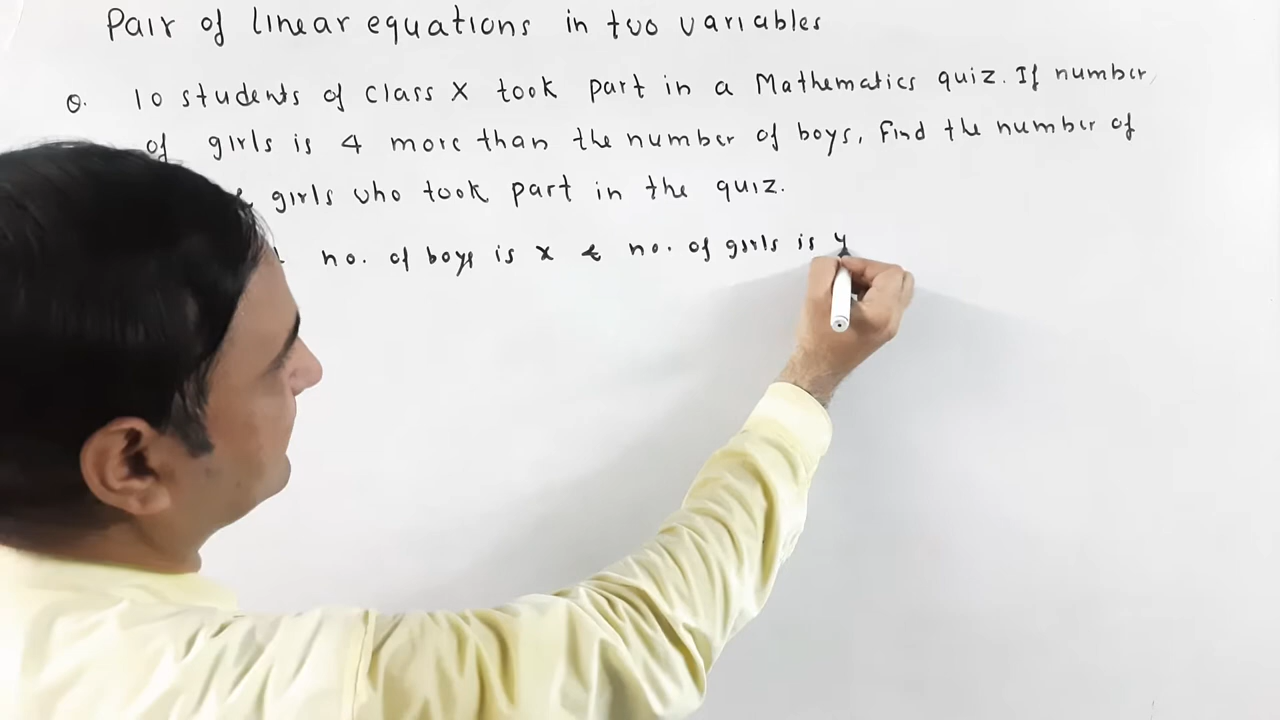 Pair of linear equations in two variables
Q. 10 students of class X took part in a Mathematics quiz. If number
of girls is 4 more than the number of boys, find the number of
girls who took part in the quiz.
no. of boys is x & no. of girls is y